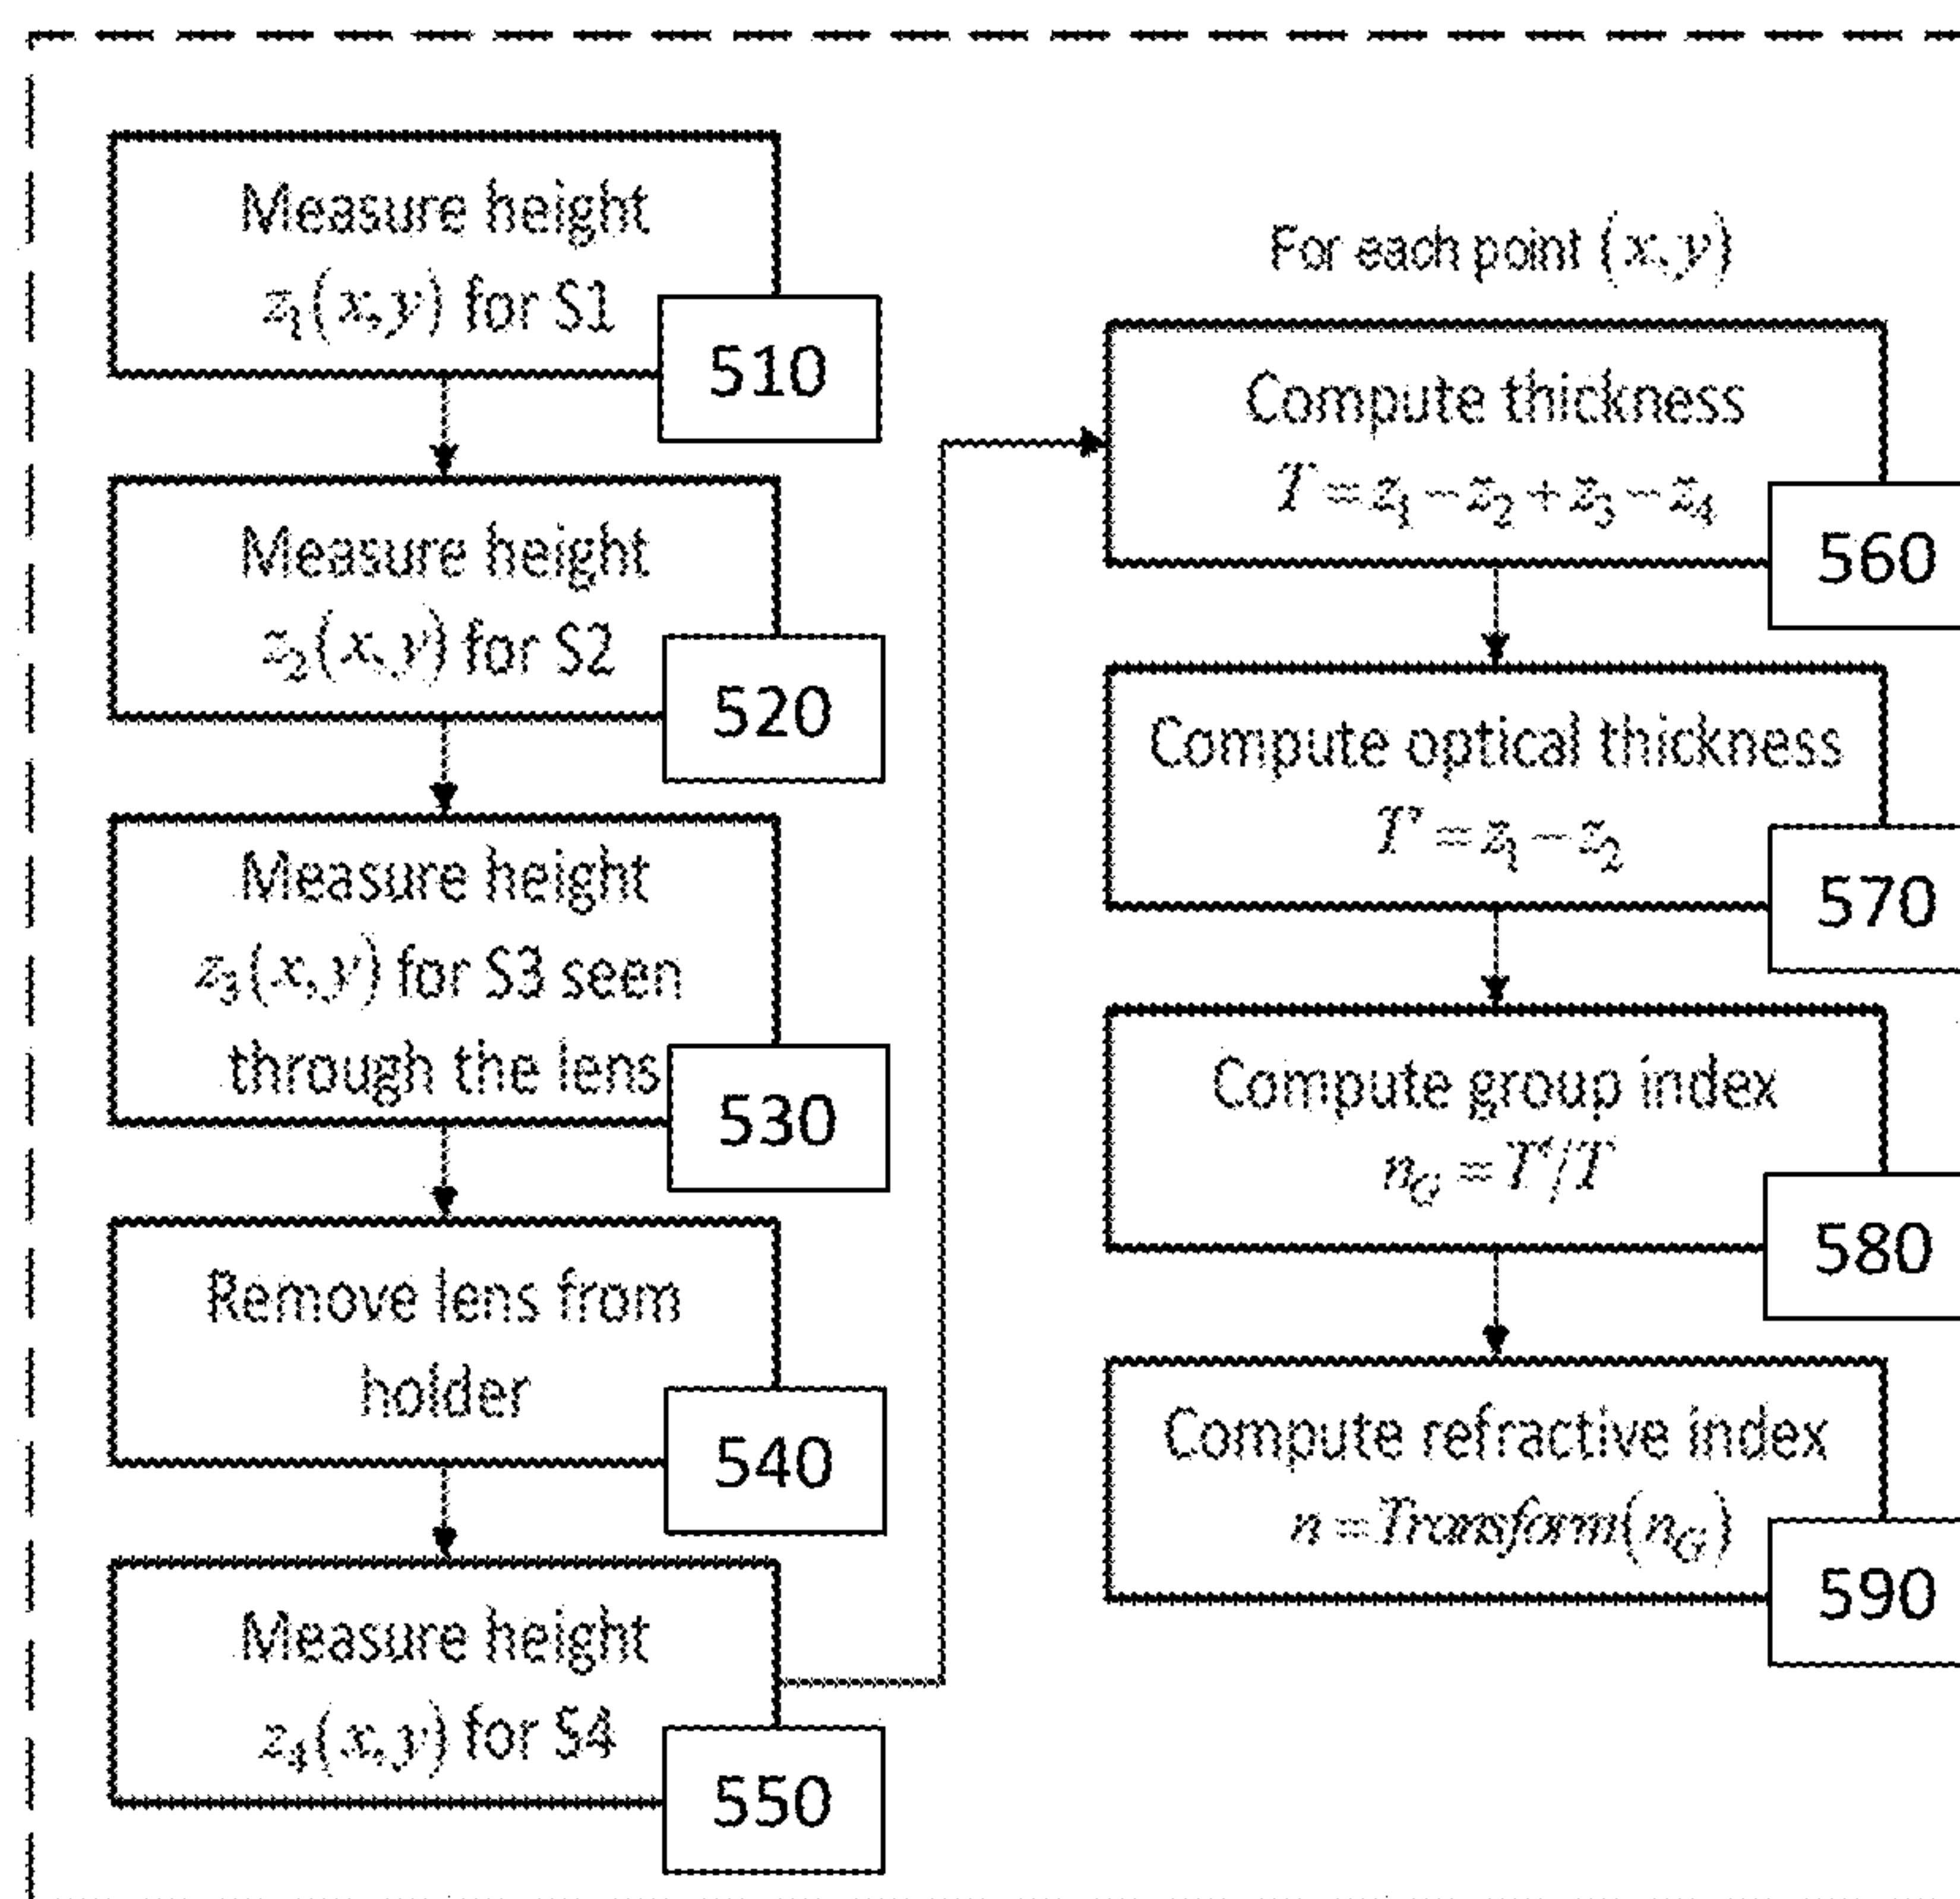 Measure height
z₁(x,y) for S1
510
Measure height
z₂(x,y) for S2
520
Measure height
z₃(x,y) for S3 seen
through the lens
530
Remove lens from
holder
540
Measure height
z₄(x,y) for S4
550
For each point (x,y)
Compute thickness
T = z₁ − z₂ + z₃ − z₄
560
Compute optical thickness
T' = z₁ − z₂
570
Compute group index
n_G = T'/T
580
Compute refractive index
n = Transform(n_G)
590